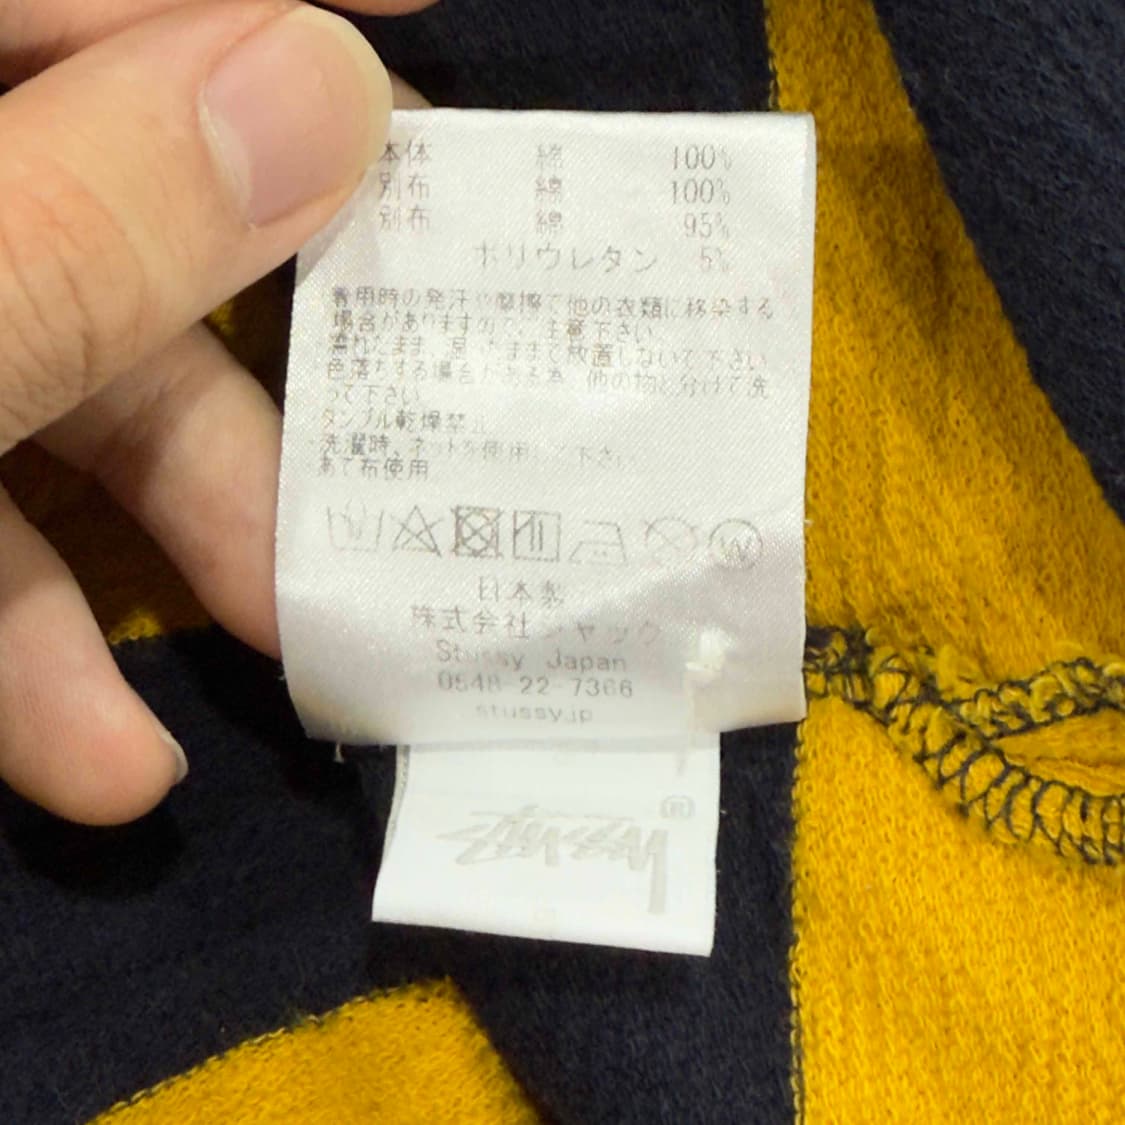 本体 綿 100%
別布 綿 100%
別布 綿 95%
ポリウレタン 5%
着用時の発汗や摩擦で他の衣類に移染する
場合がありますので、注意下さい
濡れたまま、湿ったままで放置しないで下さい
色落ちする場合がある為、他の物と分けて洗
って下さい
タンブル乾燥禁止
洗濯時、ネットを使用して下さい
あて布使用
日本製
株式会社ジャック
Stussy Japan
0548-22-7366
stussy.jp
Stussy ®